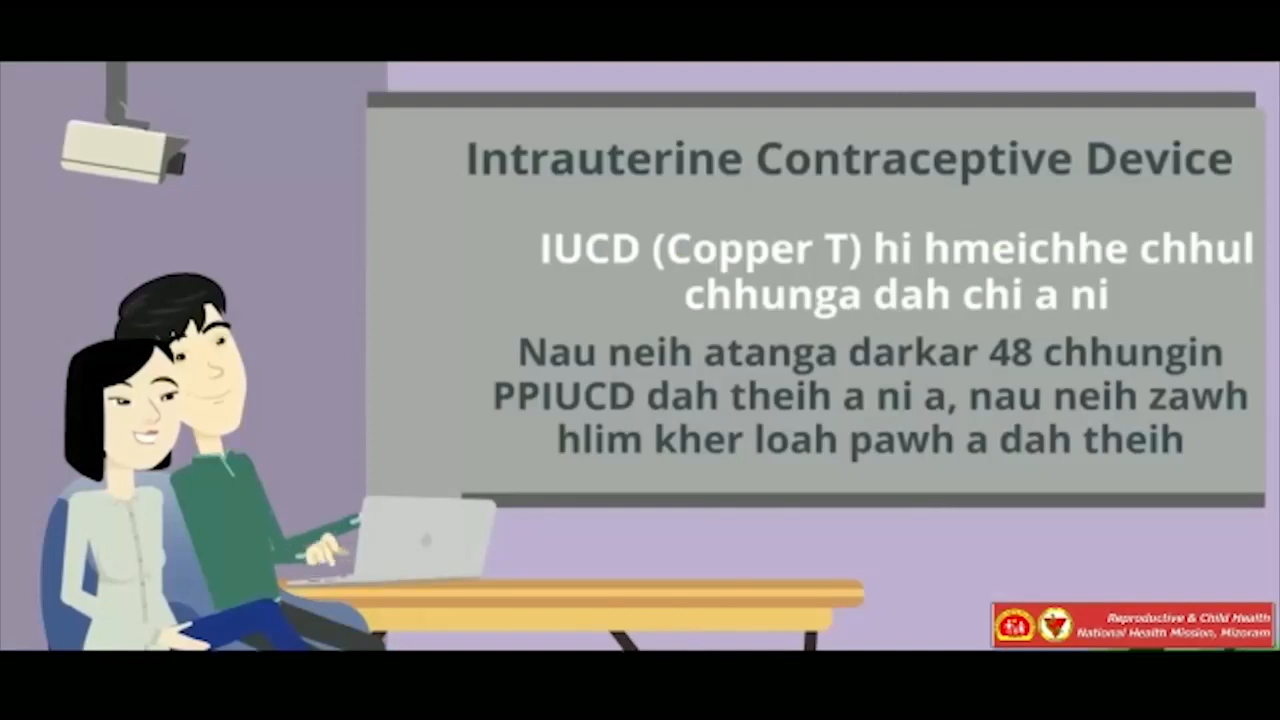 Intrauterine Contraceptive Device
IUCD (Copper T) hi hmeichhe chhul
chhunga dah chi a ni
Nau neih atanga darkar 48 chhungin
PPIUCD dah theih a ni a, nau neih zawh
hlim kher loah pawh a dah theih
Reproductive & Child Health
National Health Mission, Mizoram